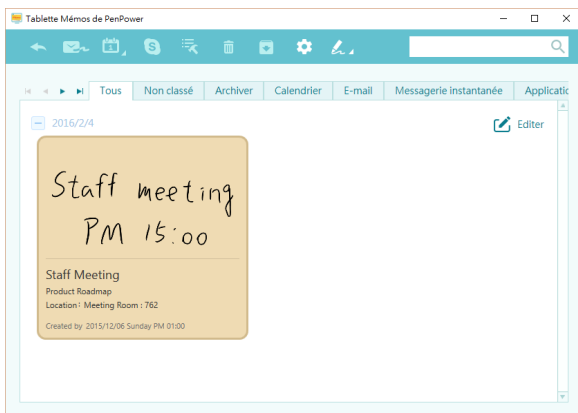 Tablette Mémos de PenPower
Tous Non classé Archiver Calendrier E-mail Messagerie instantanée Applicatic
2016/2/4
Editer
Staff meeting
PM 15:00
Staff Meeting
Product Roadmap
Location : Meeting Room : 762
Created by 2015/12/06 Sunday PM 01:00